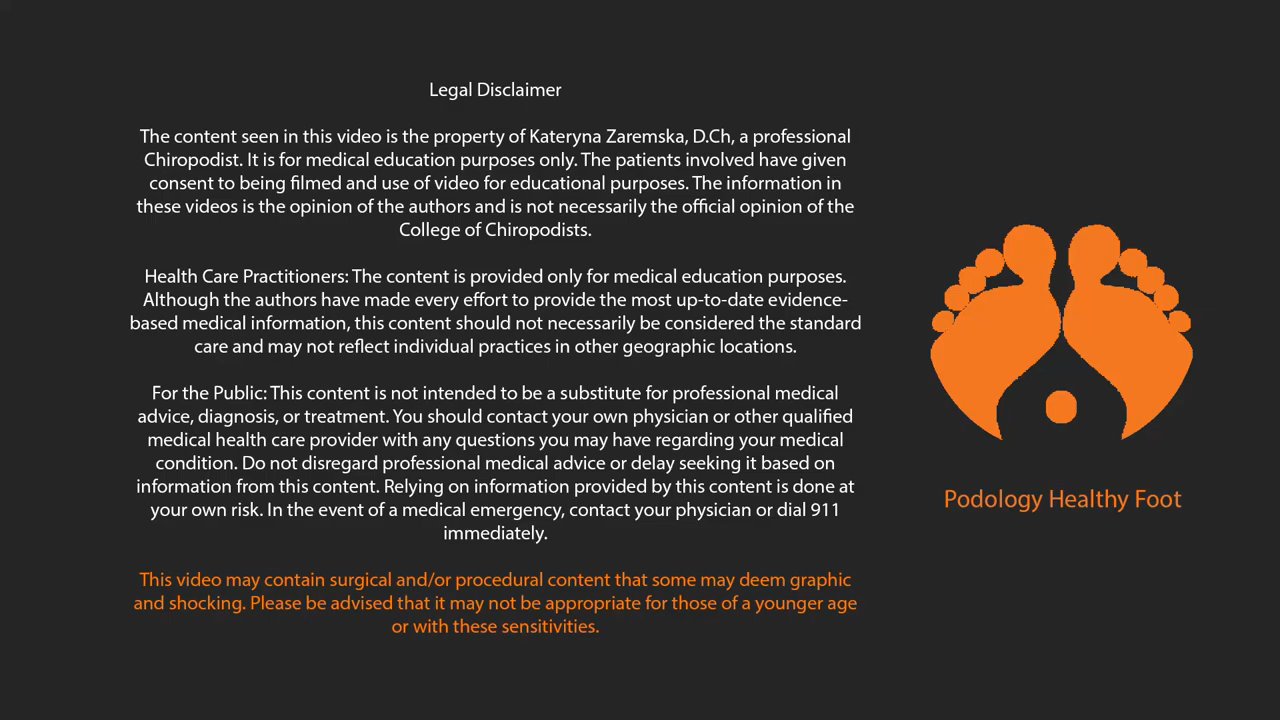 Legal Disclaimer
The content seen in this video is the property of Kateryna Zaremska, D.Ch, a professional
Chiropodist. It is for medical education purposes only. The patients involved have given
consent to being filmed and use of video for educational purposes. The information in
these videos is the opinion of the authors and is not necessarily the official opinion of the
College of Chiropodists.
Health Care Practitioners: The content is provided only for medical education purposes.
Although the authors have made every effort to provide the most up-to-date evidence-
based medical information, this content should not necessarily be considered the standard
care and may not reflect individual practices in other geographic locations.
For the Public: This content is not intended to be a substitute for professional medical
advice, diagnosis, or treatment. You should contact your own physician or other qualified
medical health care provider with any questions you may have regarding your medical
condition. Do not disregard professional medical advice or delay seeking it based on
information from this content. Relying on information provided by this content is done at
your own risk. In the event of a medical emergency, contact your physician or dial 911
immediately.
This video may contain surgical and/or procedural content that some may deem graphic
and shocking. Please be advised that it may not be appropriate for those of a younger age
or with these sensitivities.
Podology Healthy Foot